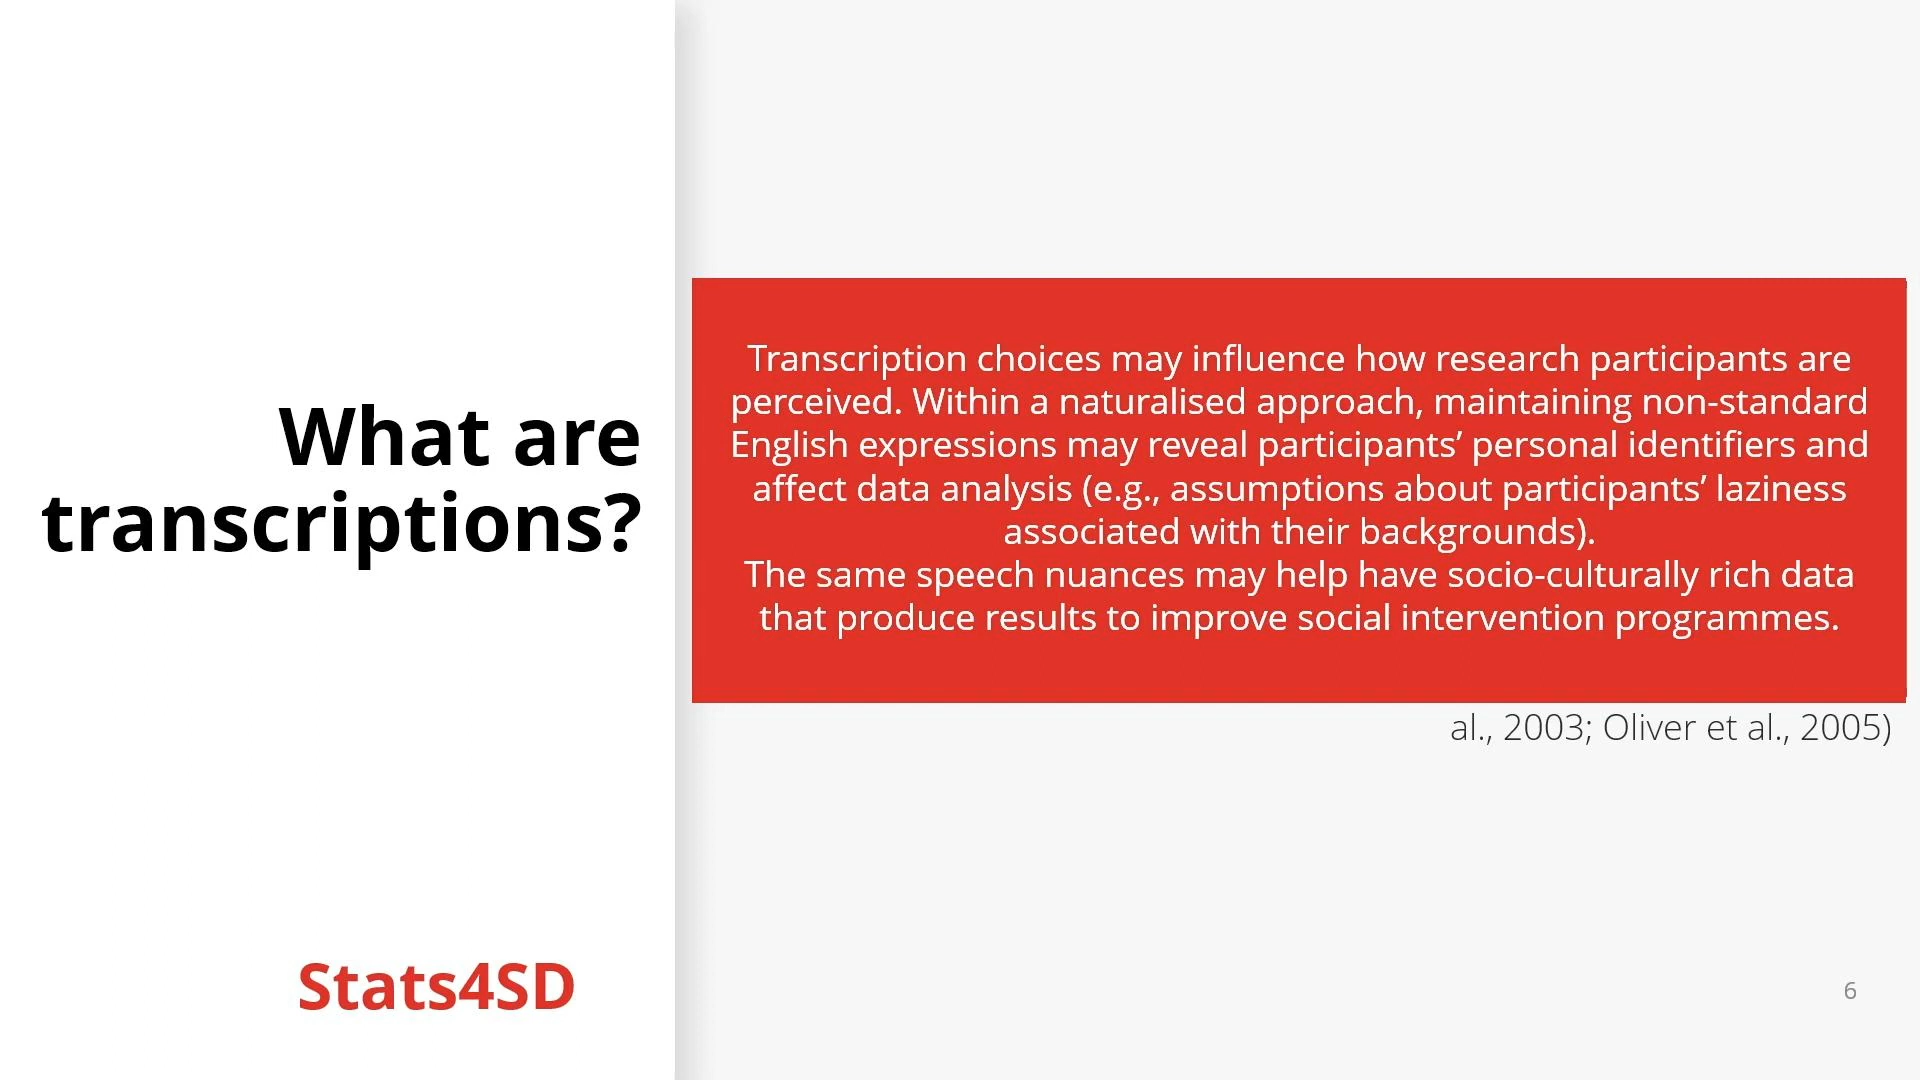 What are
transcriptions?
Transcription choices may influence how research participants are
perceived. Within a naturalised approach, maintaining non-standard
English expressions may reveal participants’ personal identifiers and
affect data analysis (e.g., assumptions about participants’ laziness
associated with their backgrounds).
The same speech nuances may help have socio-culturally rich data
that produce results to improve social intervention programmes.
al., 2003; Oliver et al., 2005)
Stats4SD
6